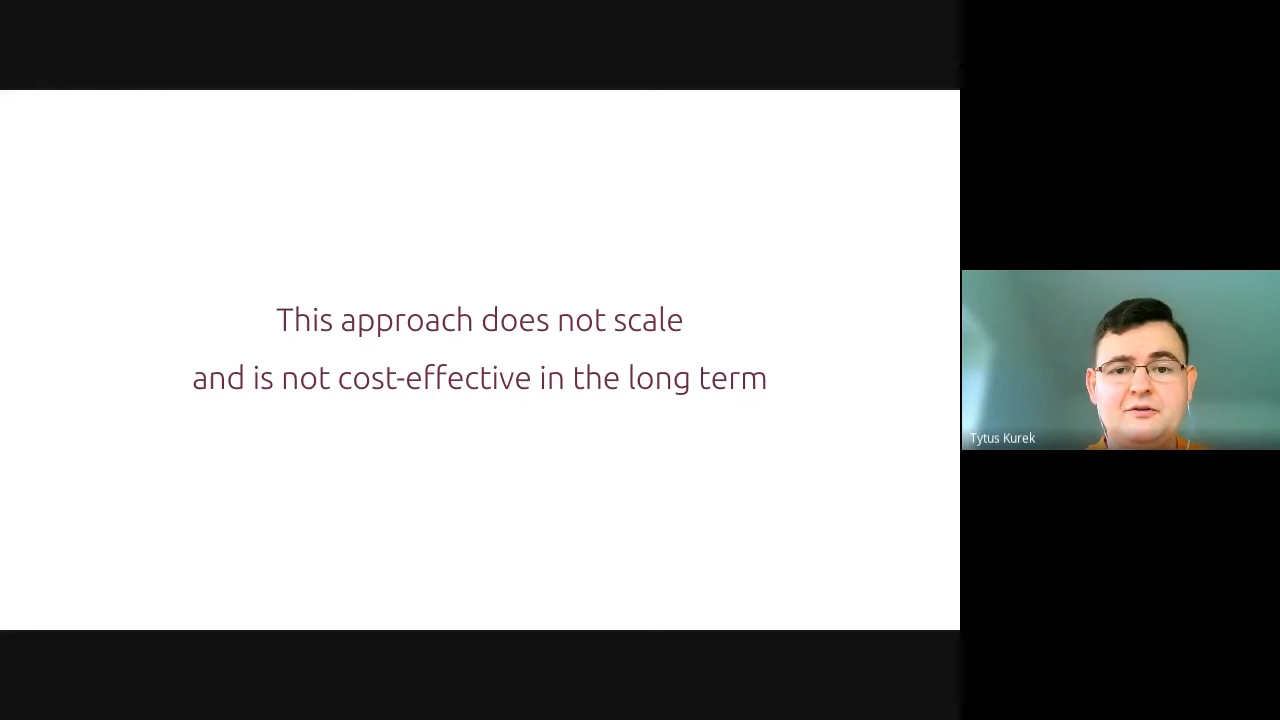 This approach does not scale
and is not cost-effective in the long term
Tytus Kurek